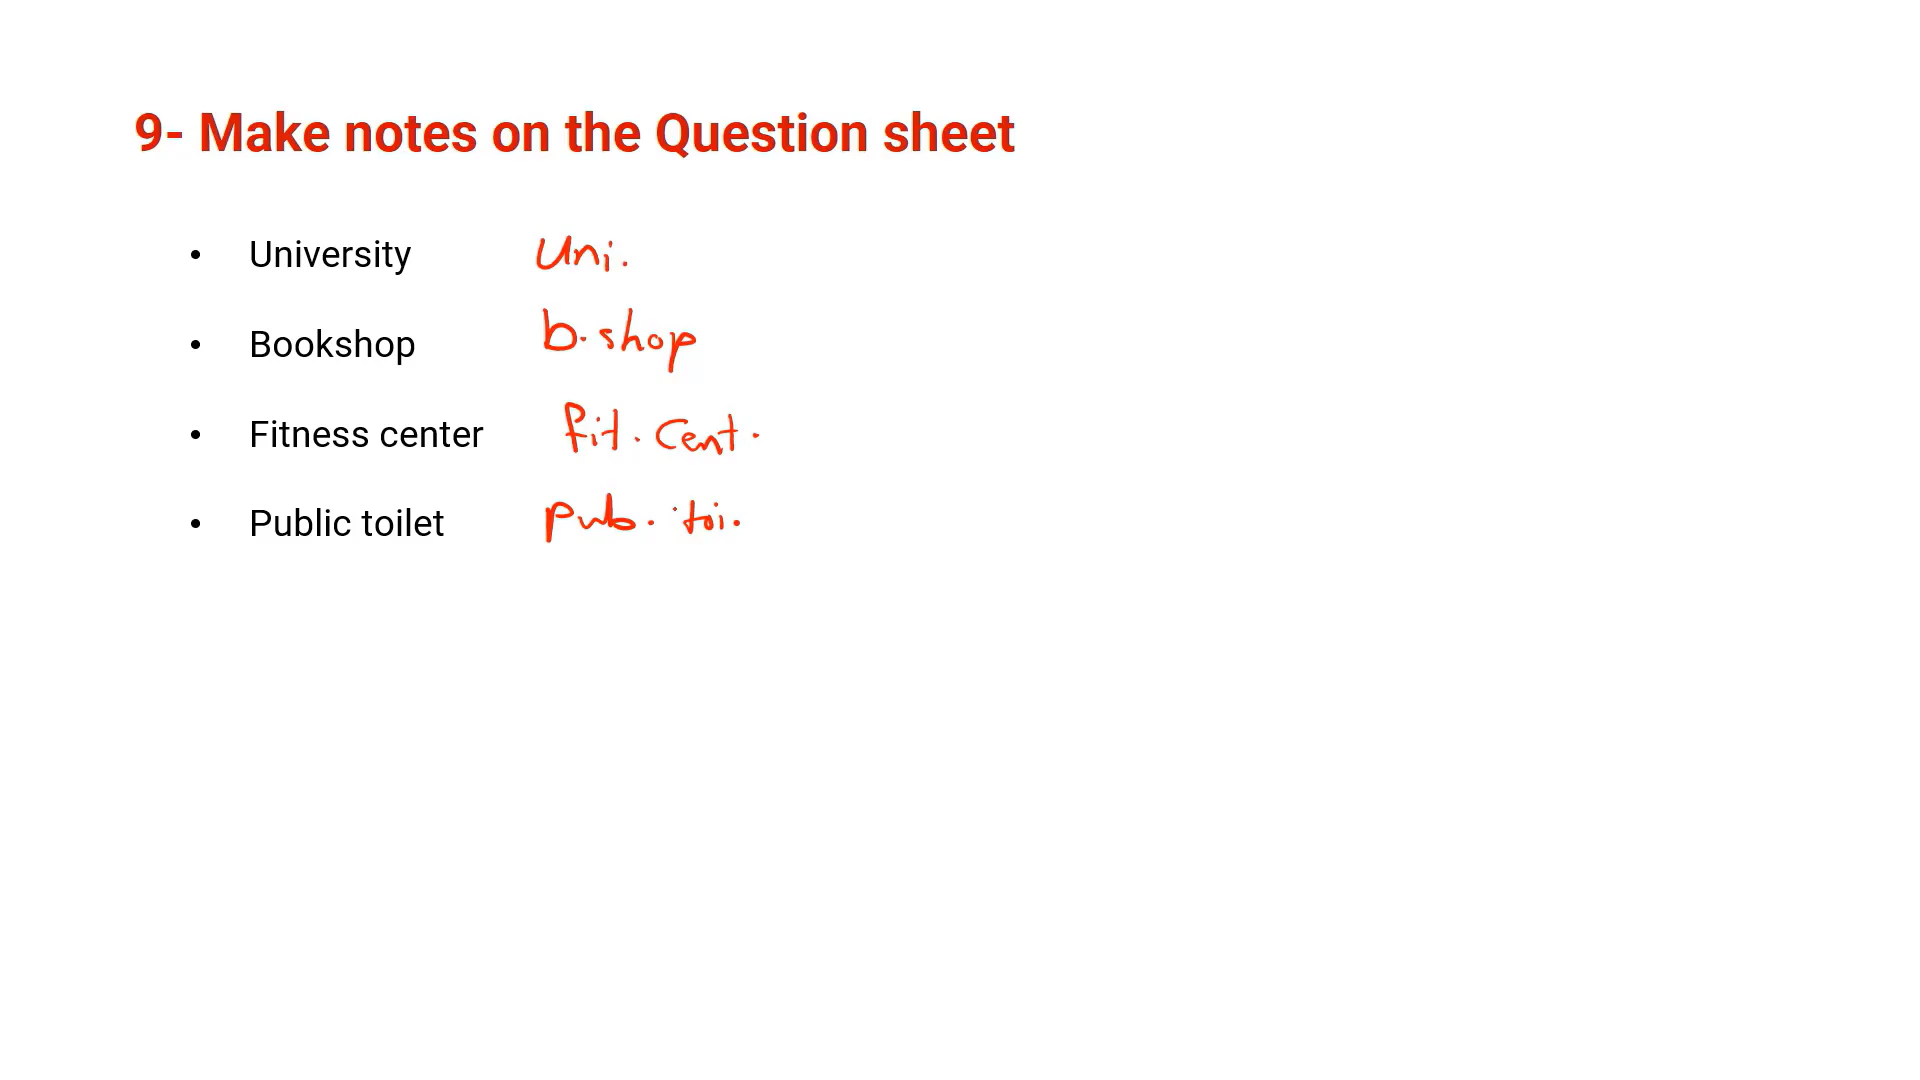 9- Make notes on the Question sheet
• University uni.
• Bookshop b.shop
• Fitness center fit. cent.
• Public toilet pub. toi.